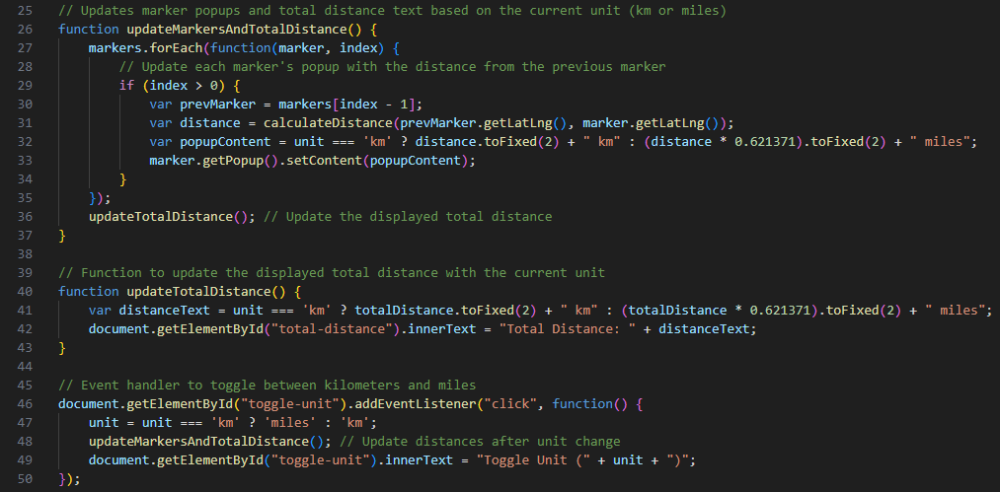 25 // Updates marker popups and total distance text based on the current unit (km or miles)
26 function updateMarkersAndTotalDistance() {
27     markers.forEach(function(marker, index) {
28         // Update each marker's popup with the distance from the previous marker
29         if (index > 0) {
30             var prevMarker = markers[index - 1];
31             var distance = calculateDistance(prevMarker.getLatLng(), marker.getLatLng());
32             var popupContent = unit === 'km' ? distance.toFixed(2) + " km" : (distance * 0.621371).toFixed(2) + " miles";
33             marker.getPopup().setContent(popupContent);
34         }
35     });
36     updateTotalDistance(); // Update the displayed total distance
37 }
38
39 // Function to update the displayed total distance with the current unit
40 function updateTotalDistance() {
41     var distanceText = unit === 'km' ? totalDistance.toFixed(2) + " km" : (totalDistance * 0.621371).toFixed(2) + " miles";
42     document.getElementById("total-distance").innerText = "Total Distance: " + distanceText;
43 }
44
45 // Event handler to toggle between kilometers and miles
46 document.getElementById("toggle-unit").addEventListener("click", function() {
47     unit = unit === 'km' ? 'miles' : 'km';
48     updateMarkersAndTotalDistance(); // Update distances after unit change
49     document.getElementById("toggle-unit").innerText = "Toggle Unit (" + unit + ")";
50 });